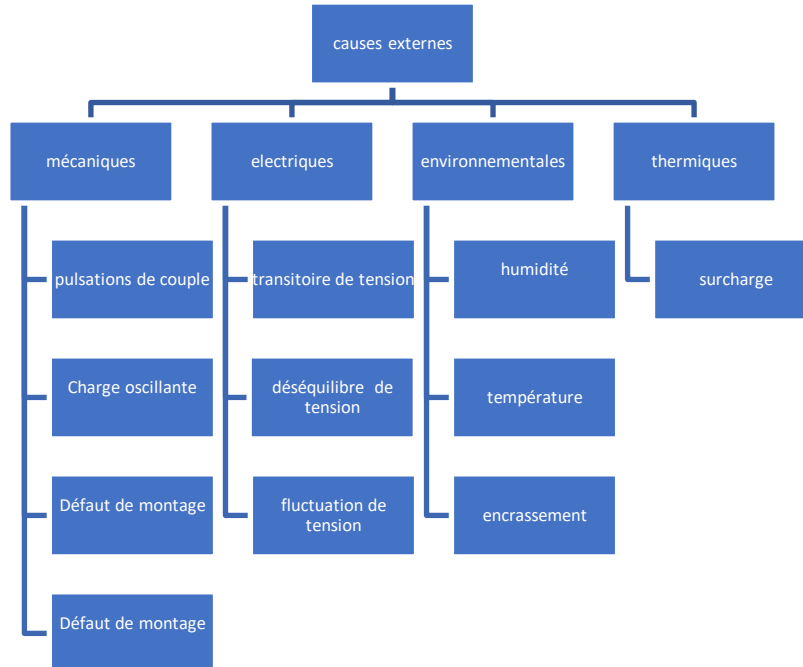 causes externes
mécaniques
electriques
environnementales
thermiques
pulsations de couple
transitoire de tension
humidité
surcharge
Charge oscillante
déséquilibre de
tension
température
Défaut de montage
fluctuation de
tension
encrassement
Défaut de montage